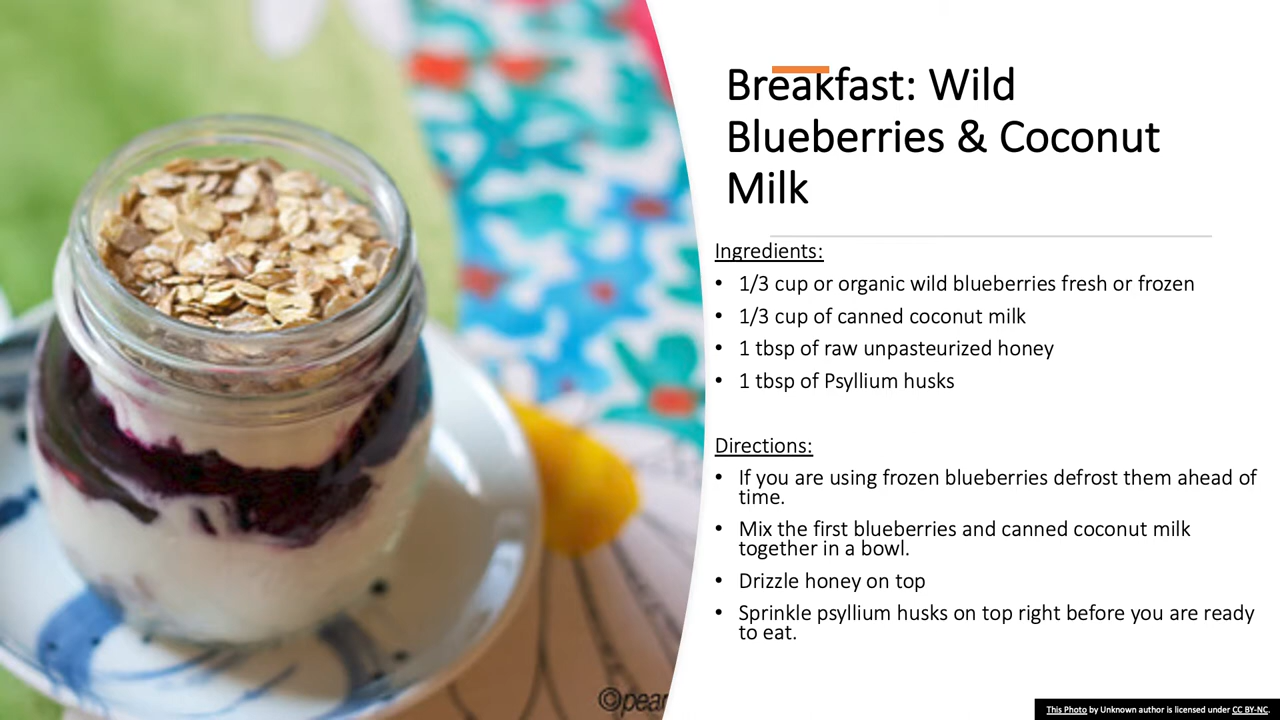 Breakfast: Wild
Blueberries & Coconut
Milk
Ingredients:
• 1/3 cup or organic wild blueberries fresh or frozen
• 1/3 cup of canned coconut milk
• 1 tbsp of raw unpasteurized honey
• 1 tbsp of Psyllium husks
Directions:
• If you are using frozen blueberries defrost them ahead of
time.
• Mix the first blueberries and canned coconut milk
together in a bowl.
• Drizzle honey on top
• Sprinkle psyllium husks on top right before you are ready
to eat.
©pear
This Photo by Unknown author is licensed under CC BY-NC.